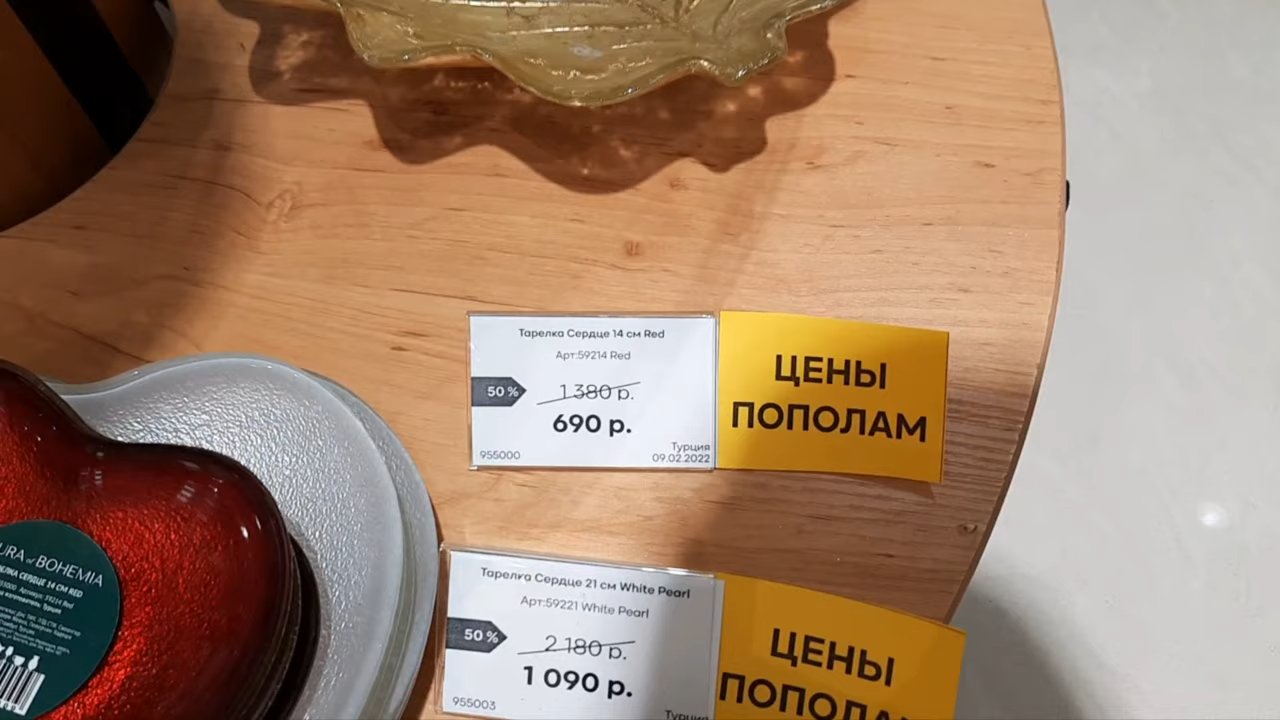 Тарелка Сердце 14 см Red
Арт:59214 Red
50 %
1 380 р.
690 р.
955000
Турция
09.02.2022
ЦЕНЫ
ПОПОЛАМ
Тарелка Сердце 21 см White Pearl
Арт:59221 White Pearl
50 %
2 180 р.
1 090 р.
955003
Турция
ЦЕНЫ
ПОПОЛАМ
of BOHEMIA
СЕРДЦЕ 14 СМ RED